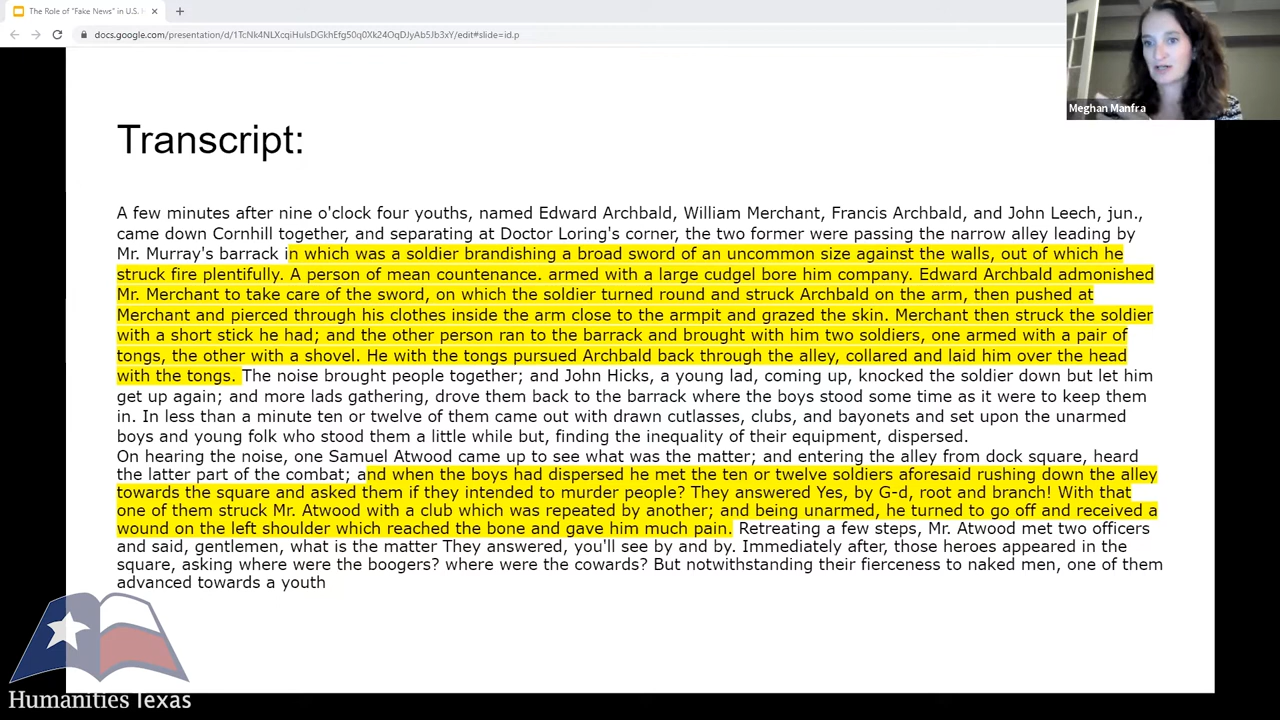 The Role of "Fake News" in U.S.
docs.google.com/presentation/d/1TcNk4NLXcqiHulsDGkhEfg50q0Xk24OqDJyAb5Jb3xY/edit#slide=id.p
Meghan Manfra
Transcript:
A few minutes after nine o'clock four youths, named Edward Archbald, William Merchant, Francis Archbald, and John Leech, jun.,
came down Cornhill together, and separating at Doctor Loring's corner, the two former were passing the narrow alley leading by
Mr. Murray's barrack in which was a soldier brandishing a broad sword of an uncommon size against the walls, out of which he
struck fire plentifully. A person of mean countenance. armed with a large cudgel bore him company. Edward Archbald admonished
Mr. Merchant to take care of the sword, on which the soldier turned round and struck Archbald on the arm, then pushed at
Merchant and pierced through his clothes inside the arm close to the armpit and grazed the skin. Merchant then struck the soldier
with a short stick he had; and the other person ran to the barrack and brought with him two soldiers, one armed with a pair of
tongs, the other with a shovel. He with the tongs pursued Archbald back through the alley, collared and laid him over the head
with the tongs. The noise brought people together; and John Hicks, a young lad, coming up, knocked the soldier down but let him
get up again; and more lads gathering, drove them back to the barrack where the boys stood some time as it were to keep them
in. In less than a minute ten or twelve of them came out with drawn cutlasses, clubs, and bayonets and set upon the unarmed
boys and young folk who stood them a little while but, finding the inequality of their equipment, dispersed.
On hearing the noise, one Samuel Atwood came up to see what was the matter; and entering the alley from dock square, heard
the latter part of the combat; and when the boys had dispersed he met the ten or twelve soldiers aforesaid rushing down the alley
towards the square and asked them if they intended to murder people? They answered Yes, by G-d, root and branch! With that
one of them struck Mr. Atwood with a club which was repeated by another; and being unarmed, he turned to go off and received a
wound on the left shoulder which reached the bone and gave him much pain. Retreating a few steps, Mr. Atwood met two officers
and said, gentlemen, what is the matter They answered, you'll see by and by. Immediately after, those heroes appeared in the
square, asking where were the boogers? where were the cowards? But notwithstanding their fierceness to naked men, one of them
advanced towards a youth
Humanities Texas